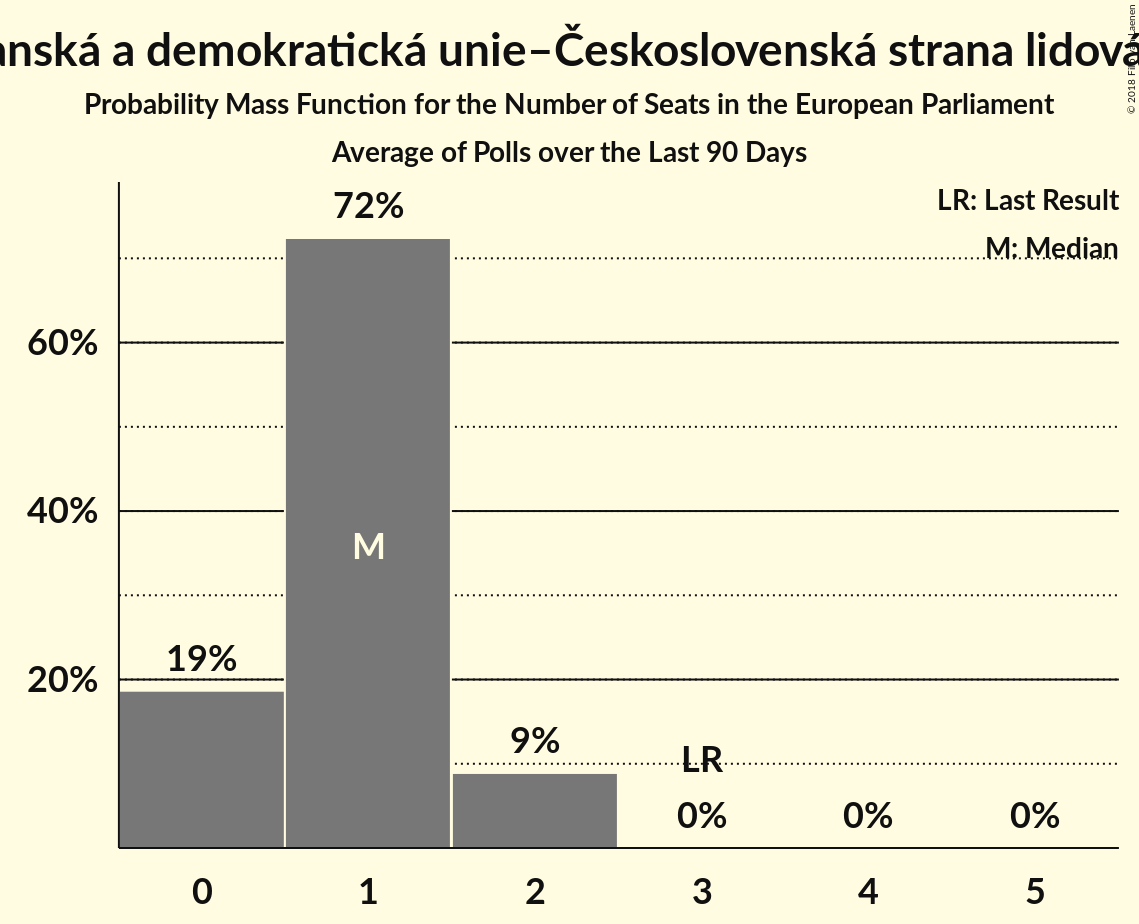 anská a demokratická unie–Československá strana lidová
Probability Mass Function for the Number of Seats in the European Parliament
Average of Polls over the Last 90 Days
© 2018 Filip van Laenen
LR: Last Result
M: Median
72%
60%
40%
M
19%
20%
9%
LR
0%
0%
0%
0
1
2
3
4
5